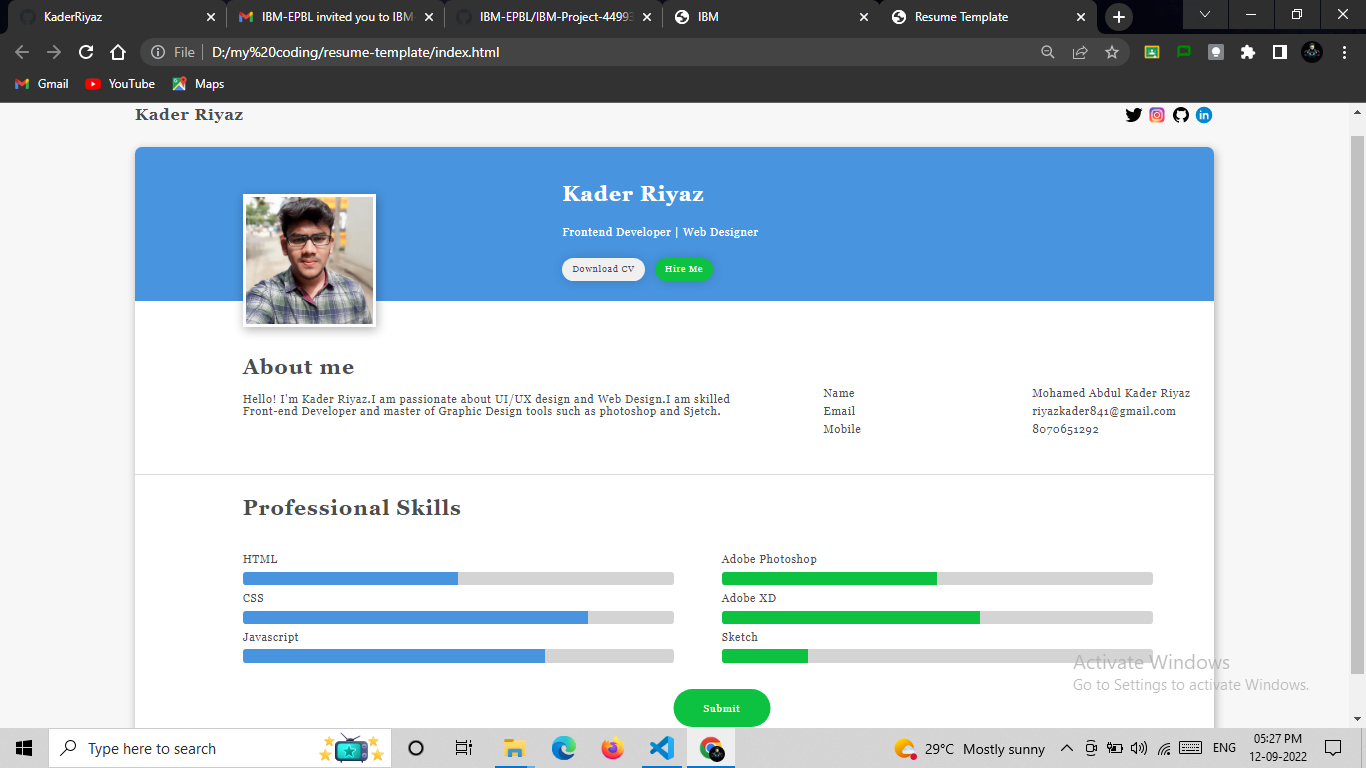 KaderRiyaz
IBM-EPBL invited you to IBM
IBM-EPBL/IBM-Project-44993
IBM
Resume Template
File
D:/my%20coding/resume-template/index.html
Gmail
YouTube
Maps
Kader Riyaz
in
Kader Riyaz
Frontend Developer | Web Designer
Download CV
Hire Me
About me
Hello! I'm Kader Riyaz.I am passionate about UI/UX design and Web Design.I am skilled
Front-end Developer and master of Graphic Design tools such as photoshop and Sjetch.
Name Mohamed Abdul Kader Riyaz
Email riyazkader841@gmail.com
Mobile 8070651292
Professional Skills
HTML
CSS
Javascript
Adobe Photoshop
Adobe XD
Sketch
Submit
Activate Windows
Go to Settings to activate Windows.
Type here to search
29°C Mostly sunny
ENG
05:27 PM
12-09-2022